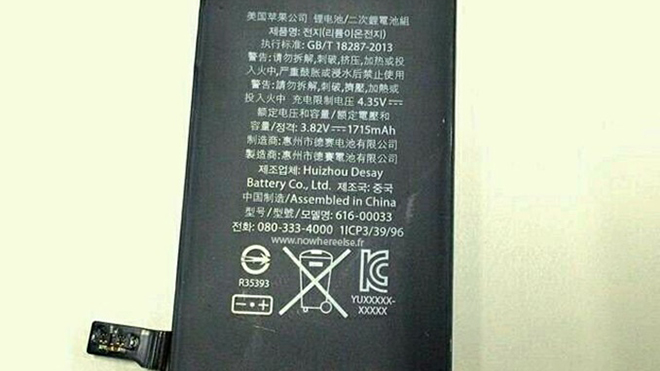 美国苹果公司 锂电池/二次鋰電池組
제품명: 전지(리튬이온전지)
执行标准: GB/T 18287-2013
警告: 请勿拆解,刺破,挤压,加热或投
入火中,严重鼓胀或浸水后禁止使用
警告: 請勿拆解,刺破,擠壓,加熱或
投入火中 充电限制电压 4.35V
额定电压和容量/額定電壓和
容量/정격: 3.82V 1715mAh
制造商: 惠州市德赛电池有限公司
製造商: 惠州市德賽電池有限公司
제조업체: Huizhou Desay
Battery Co., Ltd. 제조국: 중국
中国制造/Assembled in China
型号/型號/모델명: 616-00033
전화: 080-333-4000 1ICP3/39/96
www.nowhereelse.fr
R35393
YUXXXXX-
XXXXX